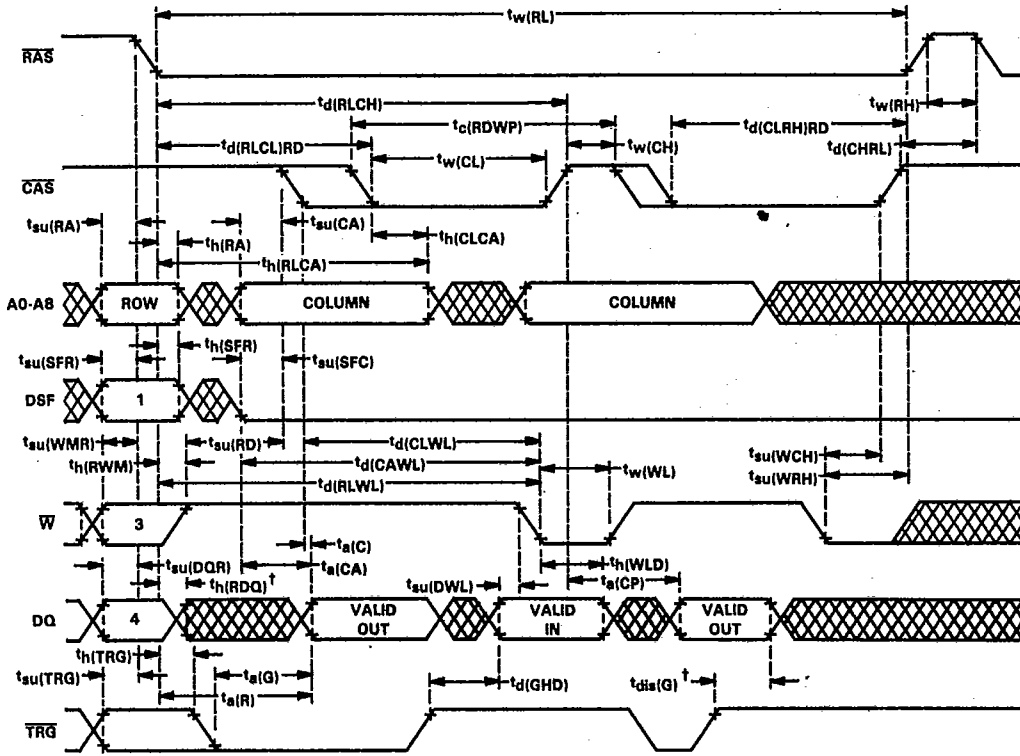 tw(RL)
RAS
td(RLCH)
tw(RH)
tc(RDWP)
td(CLRH)RD
td(RLCL)RD
tw(CL)
tw(CH)
td(CHRL)
CAS
tsu(RA)
tsu(CA)
th(RA)
th(CLCA)
th(RLCA)
A0-A8
ROW
COLUMN
COLUMN
th(SFR)
tsu(SFR)
tsu(SFC)
DSF
1
tsu(WMR)
tsu(RD)
td(CLWL)
th(RWM)
td(CAWL)
tw(WL)
tsu(WCH)
td(RLWL)
tsu(WRH)
W
3
ta(C)
tsu(DQR)
ta(CA)
th(WLD)
th(RDQ)†
tsu(DWL)
ta(CP)
DQ
4
VALID OUT
VALID IN
VALID OUT
th(TRG)
tsu(TRG)
ta(G)
td(GHD)
tdis(G)†
ta(R)
TRG